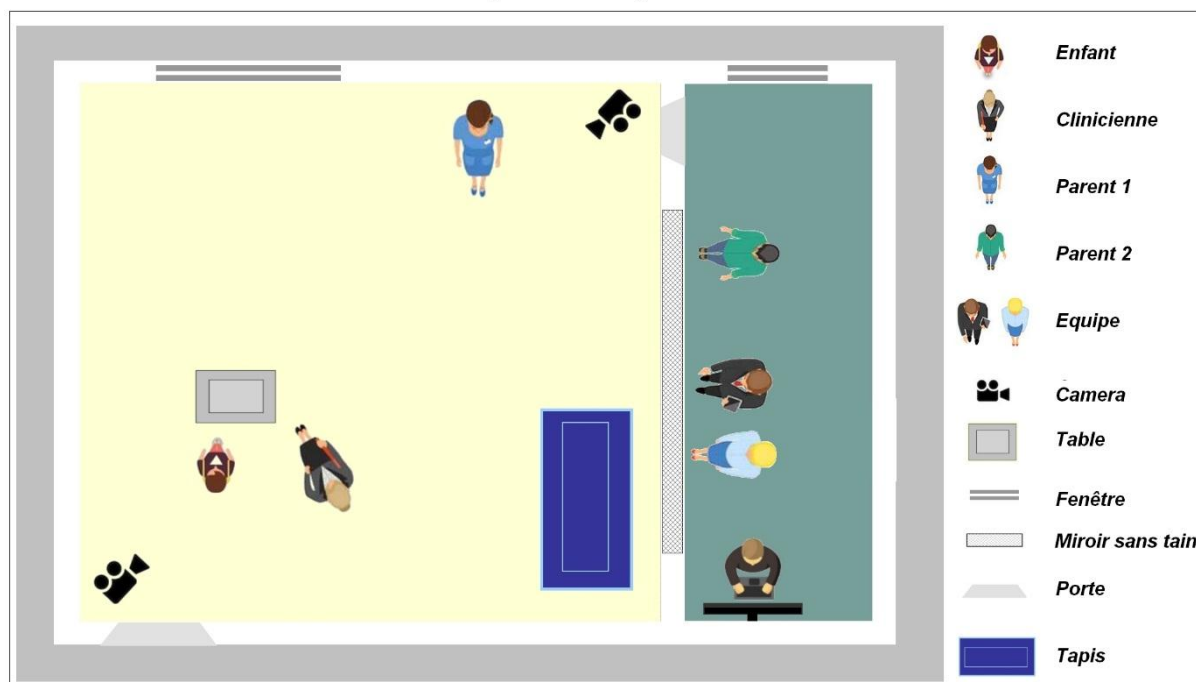 Enfant
Clinicienne
Parent 1
Parent 2
Equipe
Camera
Table
Fenêtre
Miroir sans tain
Porte
Tapis